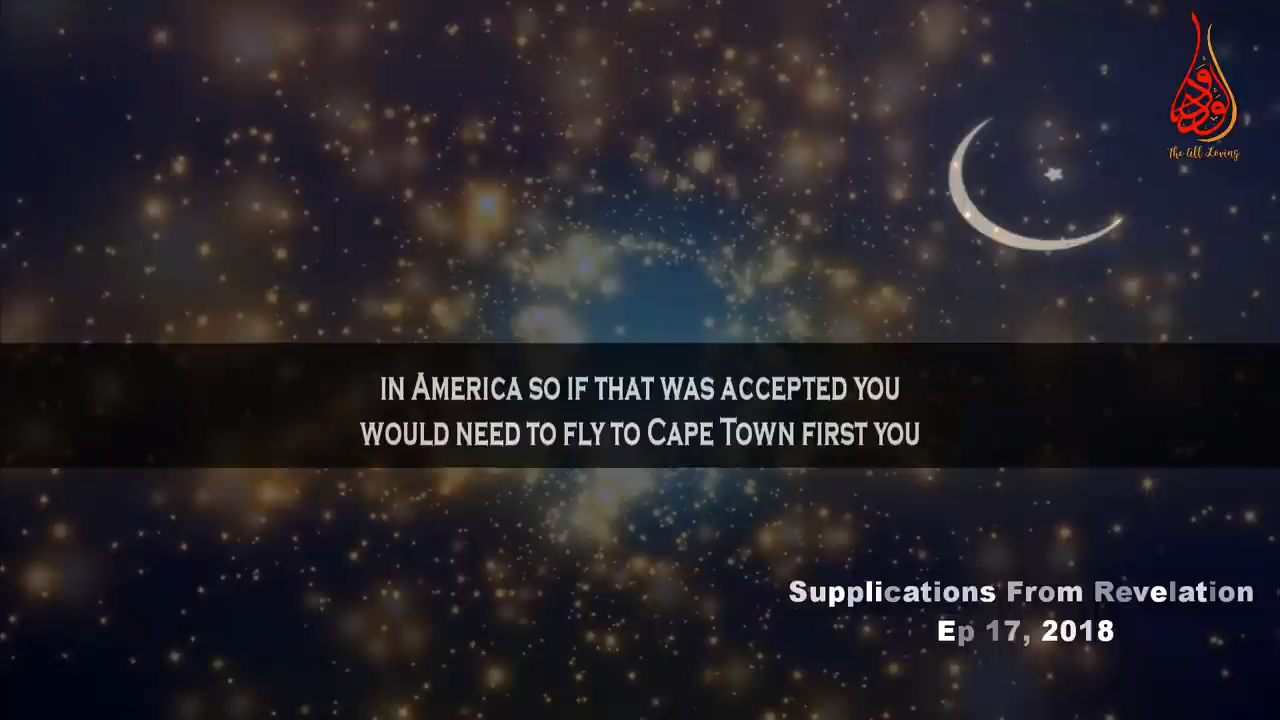 الودود
The All Loving
IN AMERICA SO IF THAT WAS ACCEPTED YOU
WOULD NEED TO FLY TO CAPE TOWN FIRST YOU
Supplications From Revelation
Ep 17, 2018